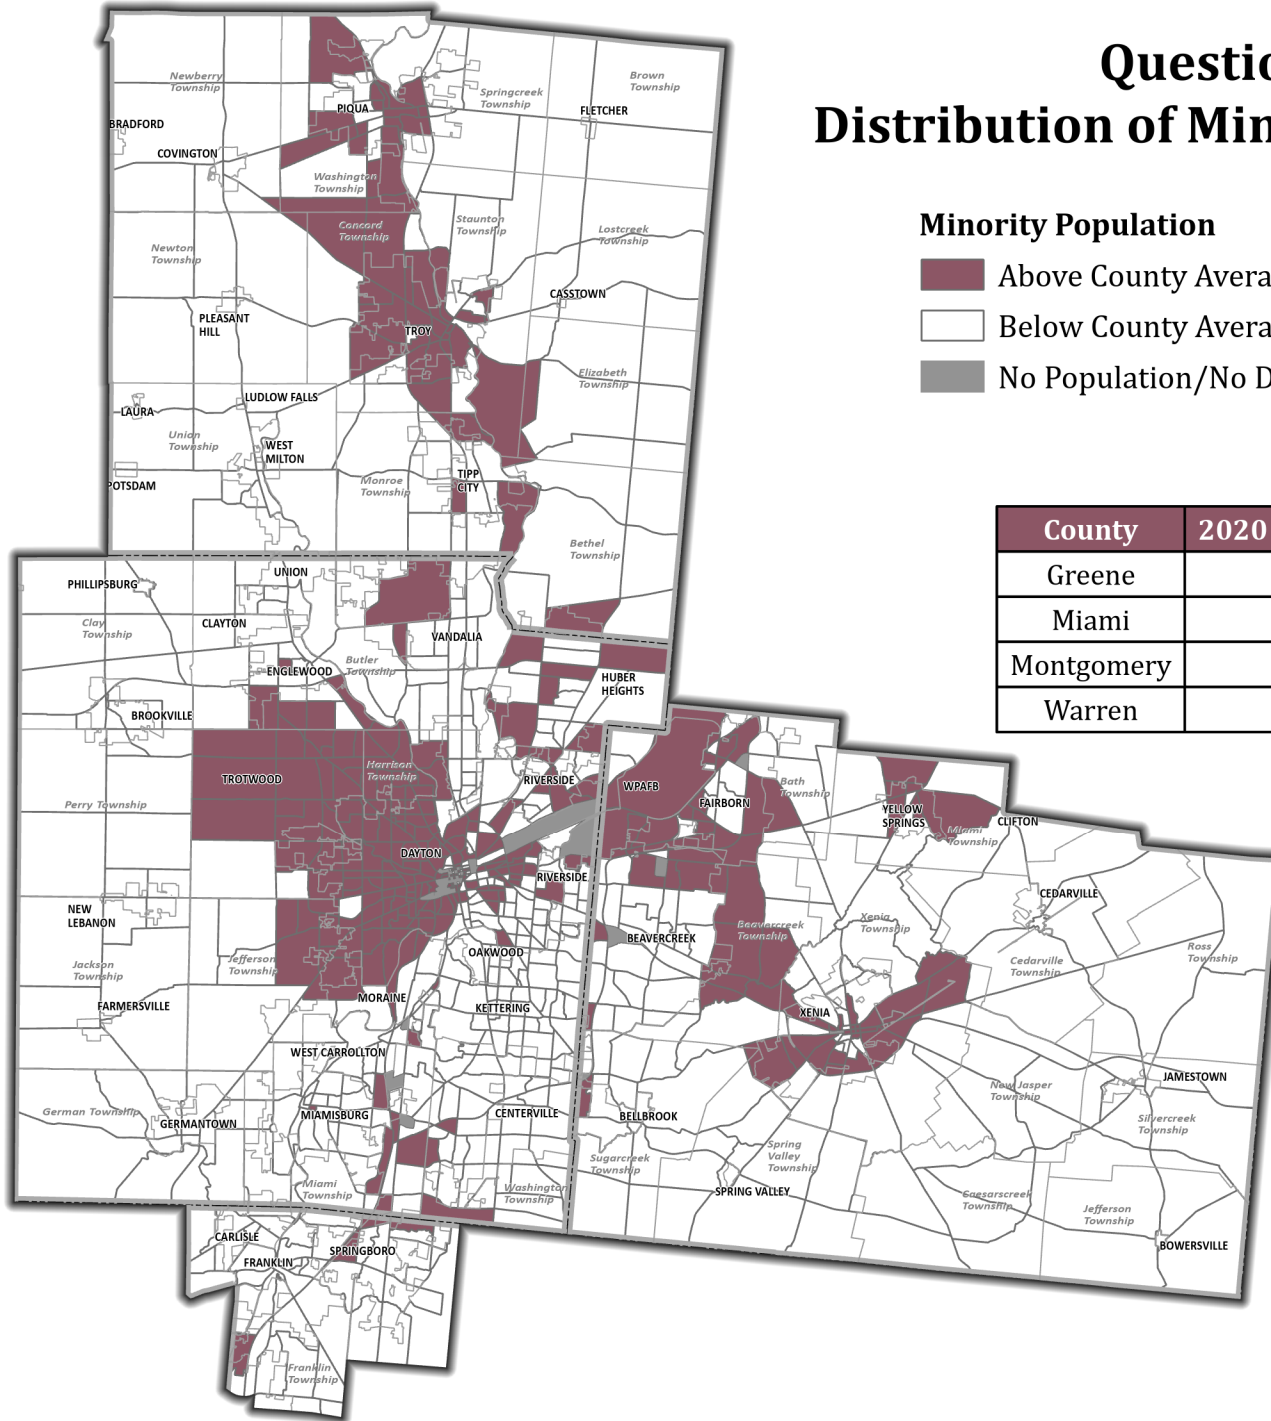 Questio
Distribution of Min
Minority Population
Above County Avera
Below County Avera
No Population/No D
County 2020
Greene
Miami
Montgomery
Warren
Newberry
Township
Brown
Township
Springcreek
Township
PIQUA
FLETCHER
BRADFORD
COVINGTON
Washington
Township
Concord
Township
Staunton
Township
Lostcreek
Township
Newton
Township
CASSTOWN
PLEASANT
HILL
TROY
Elizabeth
Township
LUDLOW FALLS
LAURA
Union
Township
WEST
MILTON
POTSDAM
Monroe
Township
TIPP
CITY
Bethel
Township
UNION
PHILLIPSBURG
Clay
Township
CLAYTON
VANDALIA
Butler
Township
ENGLEWOOD
HUBER
HEIGHTS
BROOKVILLE
Harrison
Township
TROTWOOD
RIVERSIDE
WPAFB
FAIRBORN
Bath
Township
Perry Township
YELLOW
SPRINGS
CLIFTON
Miami
Township
DAYTON
RIVERSIDE
CEDARVILLE
NEW
LEBANON
Beavercreek
Township
Xenia
Township
BEAVERCREEK
Ross
Township
Jackson
Township
Jefferson
Township
OAKWOOD
Cedarville
Township
FARMERSVILLE
MORAINE
KETTERING
XENIA
WEST CARROLLTON
JAMESTOWN
New Jasper
Township
German Township
GERMANTOWN
MIAMISBURG
CENTERVILLE
BELLBROOK
Silvercreek
Township
Sugarcreek
Township
Spring
Valley
Township
Miami
Township
Washington
Township
SPRING VALLEY
Caesarscreek
Township
Jefferson
Township
CARLISLE
FRANKLIN
SPRINGBORO
BOWERSVILLE
Franklin
Township